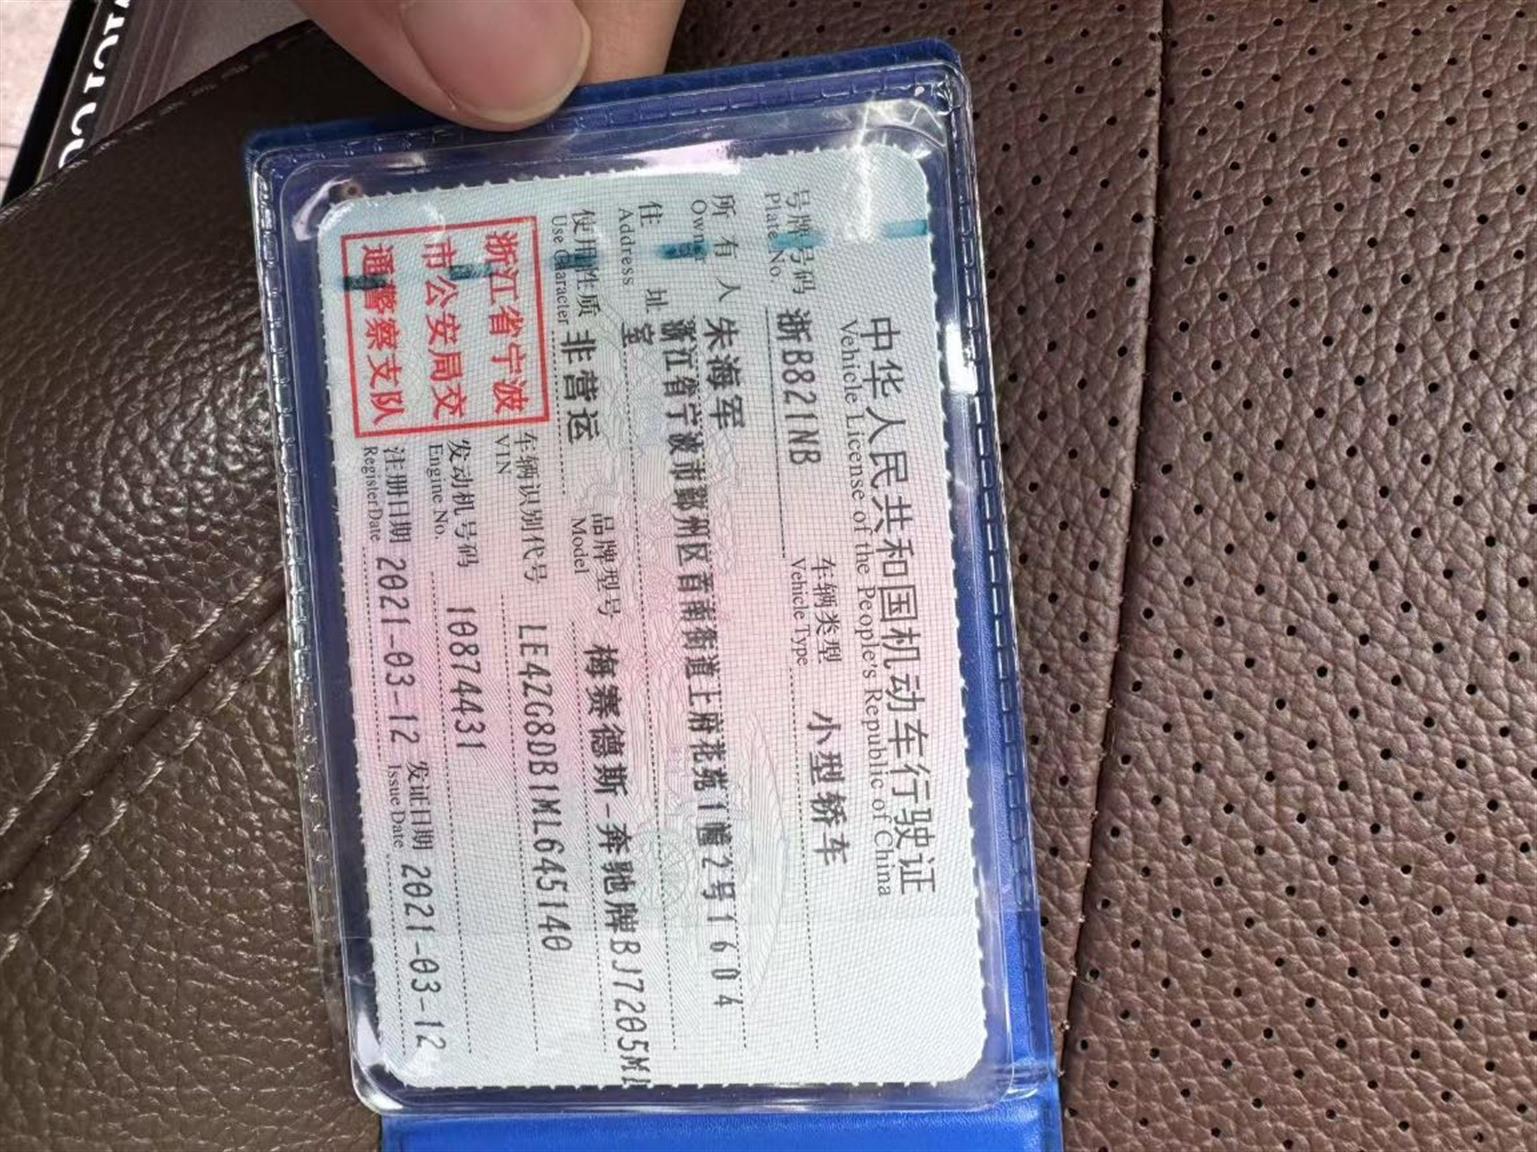 中华人民共和国机动车行驶证
Vehicle License of the People's Republic of China
号牌号码 浙B821NB 车辆类型 小型轿车
Plate No. Vehicle Type
所有人 朱海军
Owner
住址 浙江省宁波市鄞州区首南街道上府花苑1幢2号1604
Address 室
使用性质 非营运 品牌型号 梅赛德斯-奔驰牌BJ7205M
Use Character Model
浙江省宁波
市公安局交
通警察支队
车辆识别代号 LE4ZG8DB1ML645140
VIN
发动机号码 10874431
Engine No.
注册日期 2021-03-12 发证日期 2021-03-12
Register Date Issue Date